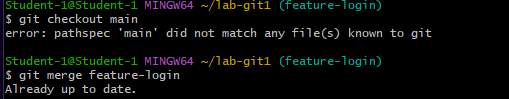 Student-1@Student-1 MINGW64 ~/lab-git1 (feature-login)
$ git checkout main
error: pathspec 'main' did not match any file(s) known to git
Student-1@Student-1 MINGW64 ~/lab-git1 (feature-login)
$ git merge feature-login
Already up to date.